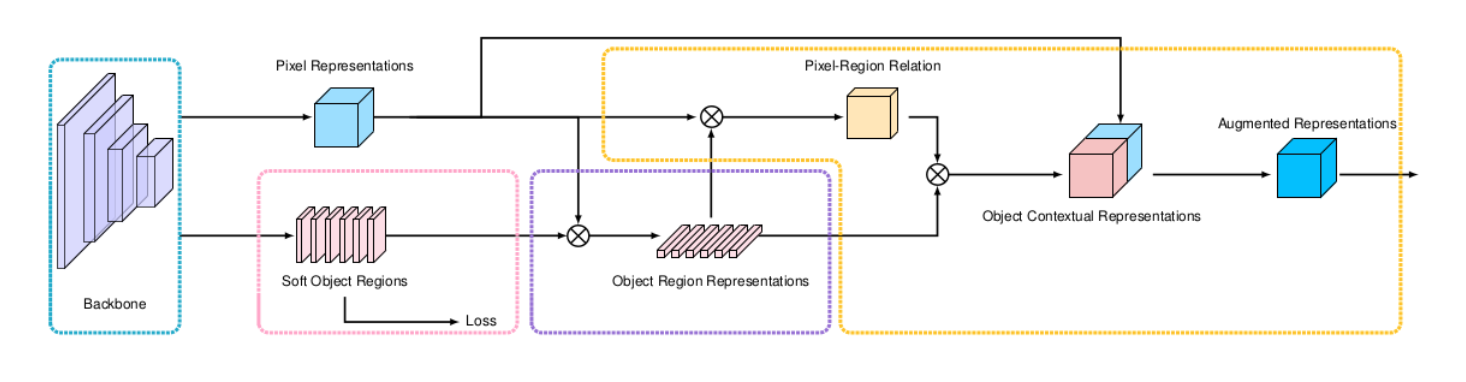 Pixel Representations
Pixel-Region Relation
Augmented Representations
Object Contextual Representations
Soft Object Regions
Object Region Representations
Backbone
Loss